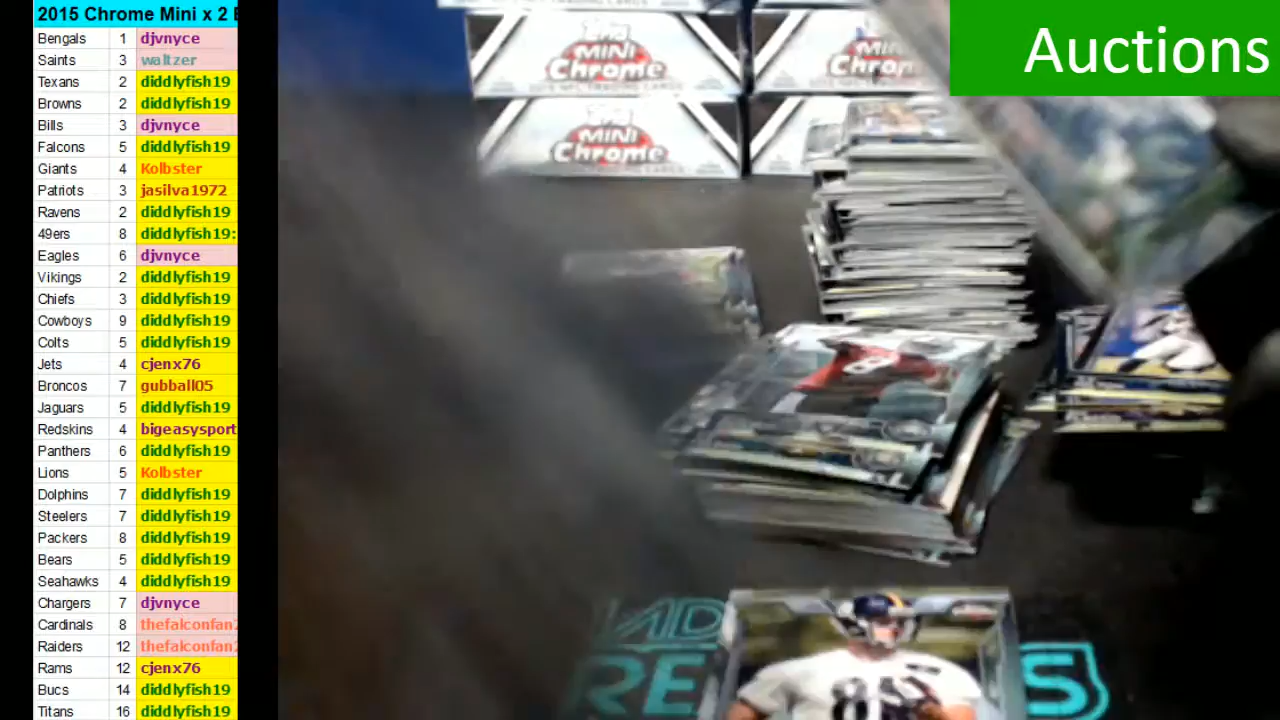 2015 Chrome Mini x 2 B
Bengals 1 djvnyce
Saints 3 waltzer
Texans 2 diddlyfish19
Browns 2 diddlyfish19
Bills 3 djvnyce
Falcons 5 diddlyfish19
Giants 4 Kolbster
Patriots 3 jasilva1972
Ravens 2 diddlyfish19
49ers 8 diddlyfish19:
Eagles 6 djvnyce
Vikings 2 diddlyfish19
Chiefs 3 diddlyfish19
Cowboys 9 diddlyfish19
Colts 5 diddlyfish19
Jets 4 cjenx76
Broncos 7 gubball05
Jaguars 5 diddlyfish19
Redskins 4 bigeasysport
Panthers 6 diddlyfish19
Lions 5 Kolbster
Dolphins 7 diddlyfish19
Steelers 7 diddlyfish19
Packers 8 diddlyfish19
Bears 5 diddlyfish19
Seahawks 4 diddlyfish19
Chargers 7 djvnyce
Cardinals 8 thefalconfan
Raiders 12 thefalconfan
Rams 12 cjenx76
Bucs 14 diddlyfish19
Titans 16 diddlyfish19
Auctions
MINI
Chrome
MINI
Chrome
MINI
Chrome
RE
S